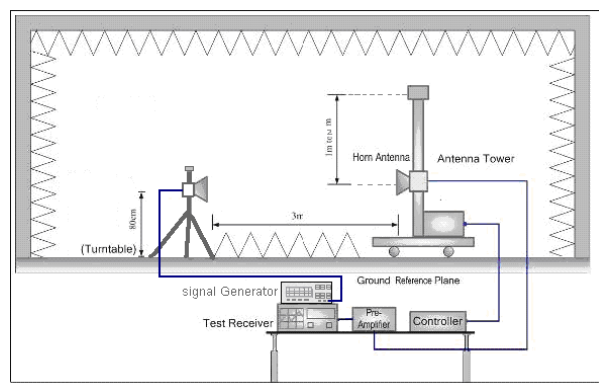 1m to 4 m
Horn Antenna
Antenna Tower
80cm
3m
(Turntable)
Ground Reference Plane
signal Generator
Test Receiver
Pre-
Amplifier
Controller